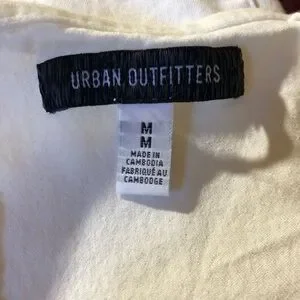 URBAN OUTFITTERS
M
M
MADE IN
CAMBODIA
FABRIQUÉ AU
CAMBODGE